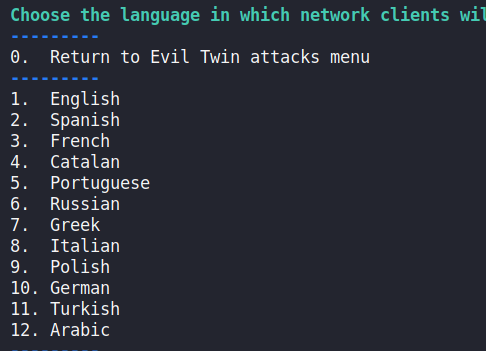 Choose the language in which network clients wil
---------
0.  Return to Evil Twin attacks menu
---------
1.  English
2.  Spanish
3.  French
4.  Catalan
5.  Portuguese
6.  Russian
7.  Greek
8.  Italian
9.  Polish
10. German
11. Turkish
12. Arabic
---------